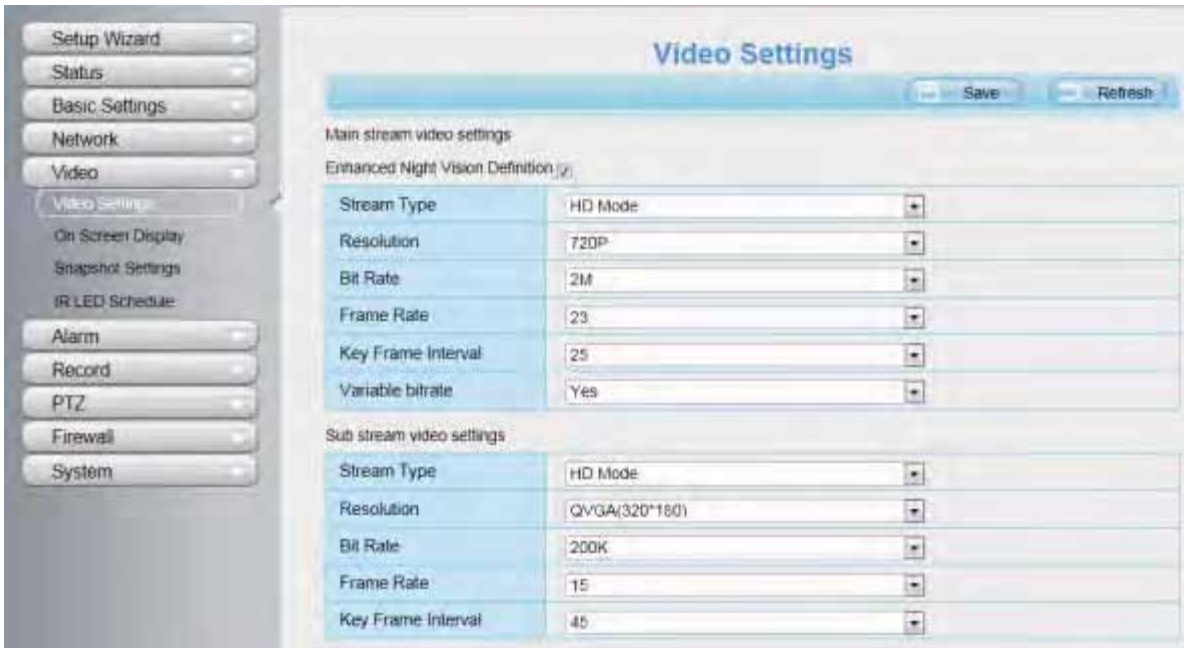 Setup Wizard
Status
Basic Settings
Network
Video
Video Settings
On Screen Display
Snapshot Settings
IR LED Schedule
Alarm
Record
PTZ
Firewall
System
Video Settings
Save
Refresh
Main stream video settings
Enhanced Night Vision Definition
Stream Type HD Mode
Resolution 720P
Bit Rate 2M
Frame Rate 23
Key Frame Interval 25
Variable bitrate Yes
Sub stream video settings
Stream Type HD Mode
Resolution QVGA(320*180)
Bit Rate 200K
Frame Rate 15
Key Frame Interval 45